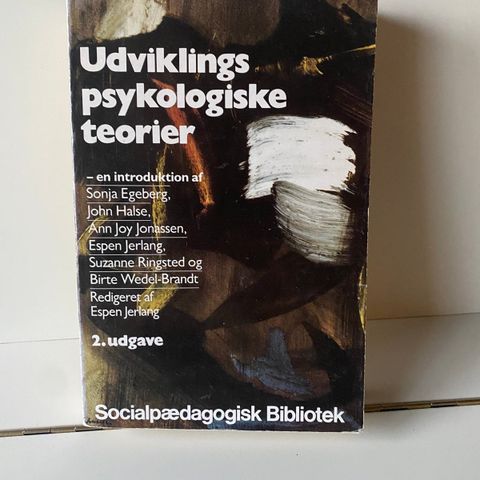 Udviklings
psykologiske
teorier
– en introduktion af
Sonja Egeberg,
John Halse,
Ann Joy Jonassen,
Espen Jerlang,
Suzanne Ringsted og
Birte Wedel-Brandt
Redigeret af
Espen Jerlang
2. udgave
Socialpædagogisk Bibliotek